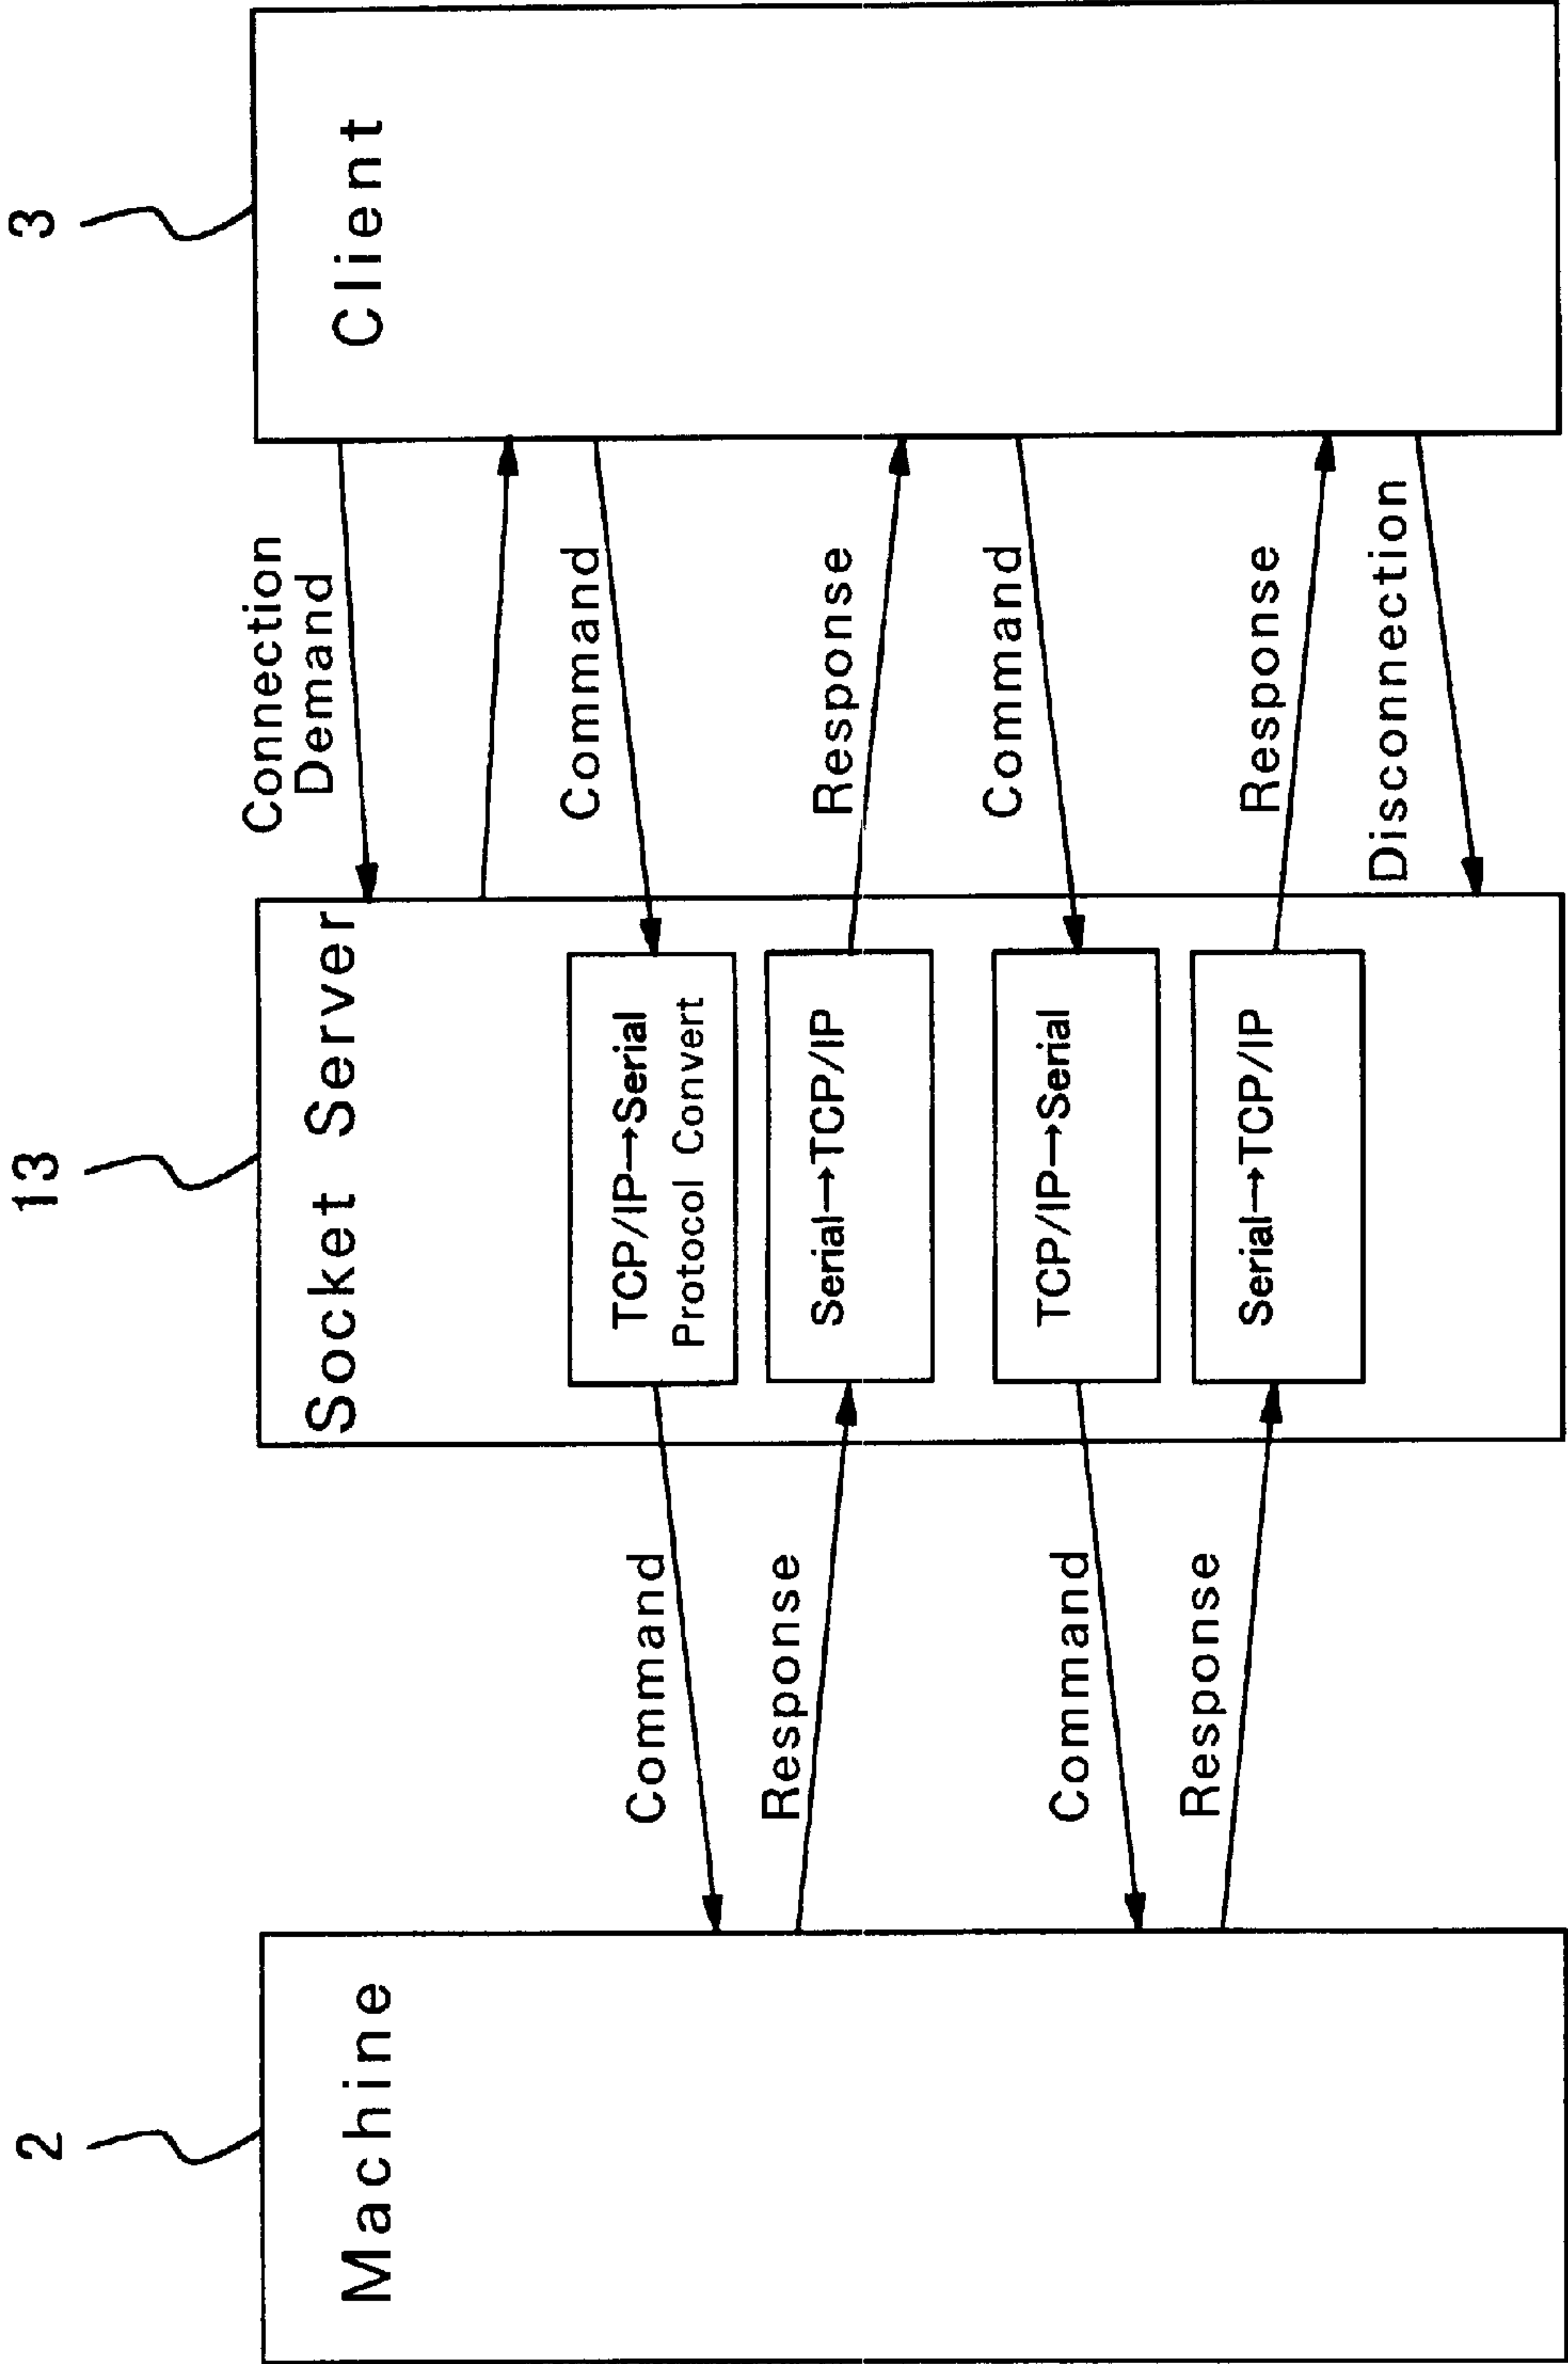 2
13
3
Machine
Socket Server
Client
Connection
Demand
Command
TCP/IP→Serial
Protocol Convert
Command
Response
Serial→TCP/IP
Response
Command
TCP/IP→Serial
Command
Response
Serial→TCP/IP
Response
Disconnection